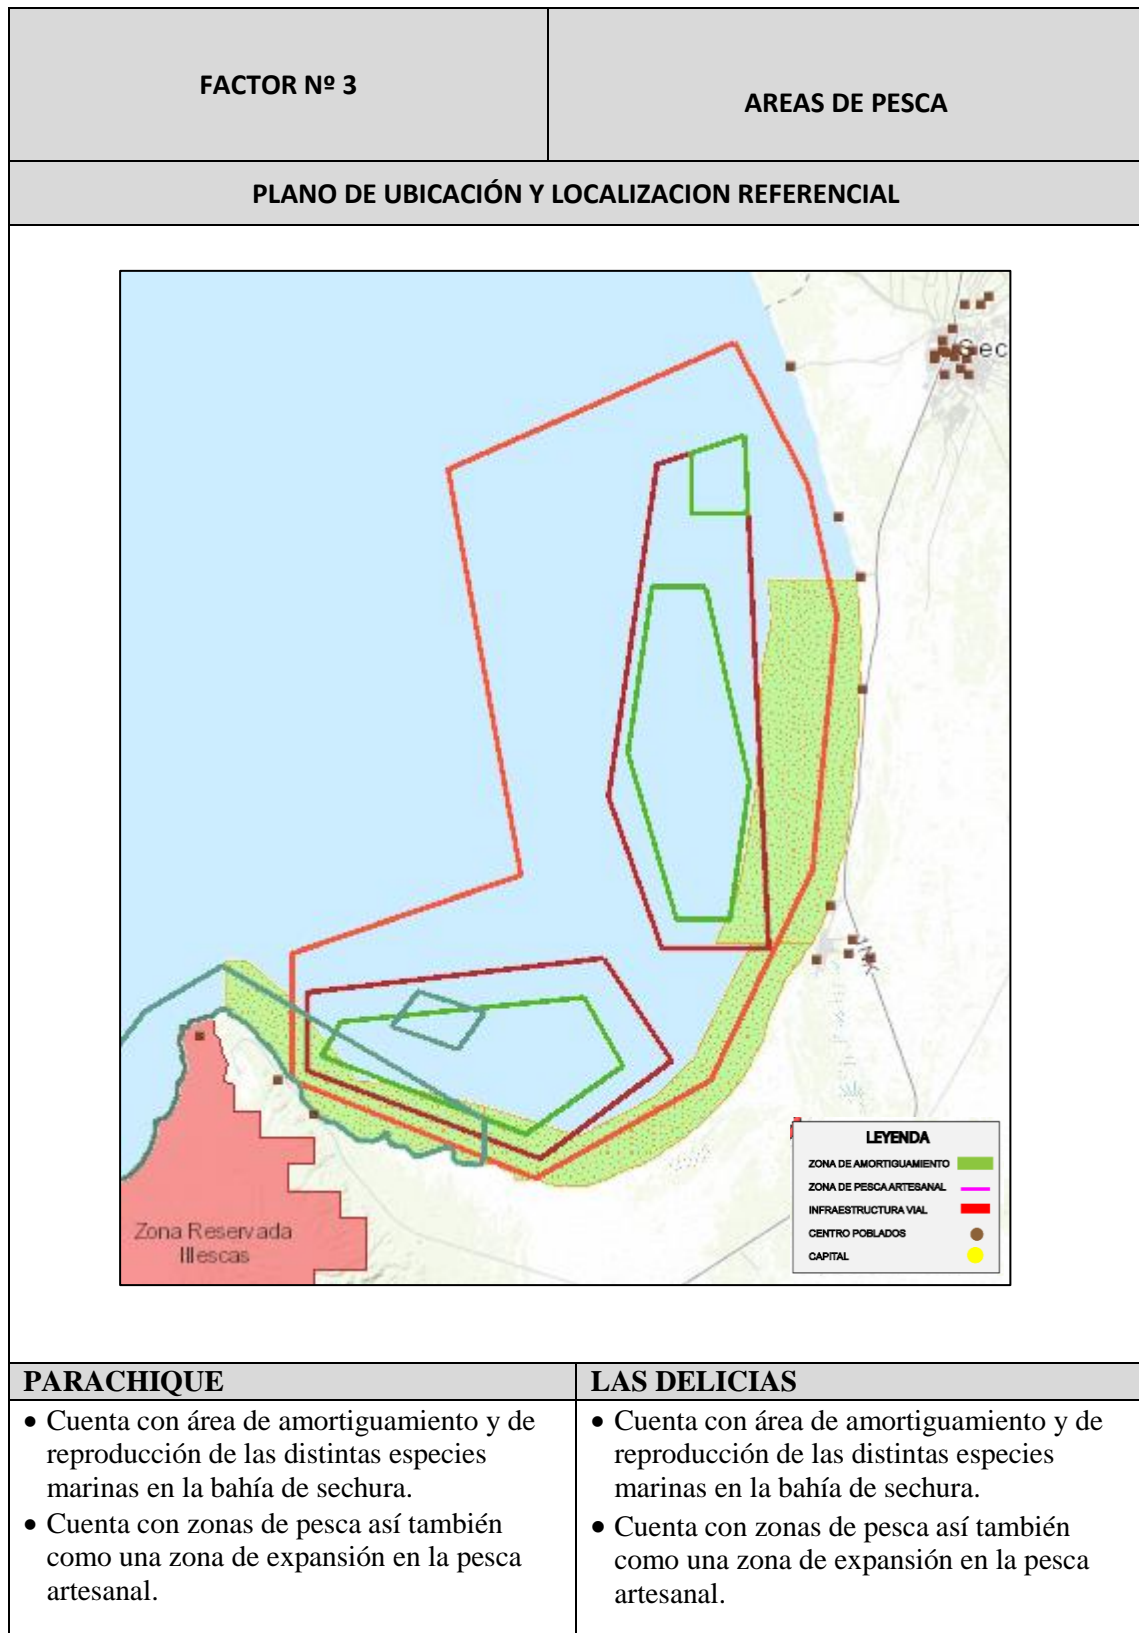 FACTOR Nº 3
AREAS DE PESCA
PLANO DE UBICACIÓN Y LOCALIZACION REFERENCIAL
Sec
Zona Reservada
Illescas
LEYENDA
ZONA DE AMORTIGUAMIENTO
ZONA DE PESCA ARTESANAL
INFRAESTRUCTURA VIAL
CENTRO POBLADOS
CAPITAL
PARACHIQUE
• Cuenta con área de amortiguamiento y de
reproducción de las distintas especies
marinas en la bahía de sechura.
• Cuenta con zonas de pesca así también
como una zona de expansión en la pesca
artesanal.
LAS DELICIAS
• Cuenta con área de amortiguamiento y de
reproducción de las distintas especies
marinas en la bahía de sechura.
• Cuenta con zonas de pesca así también
como una zona de expansión en la pesca
artesanal.